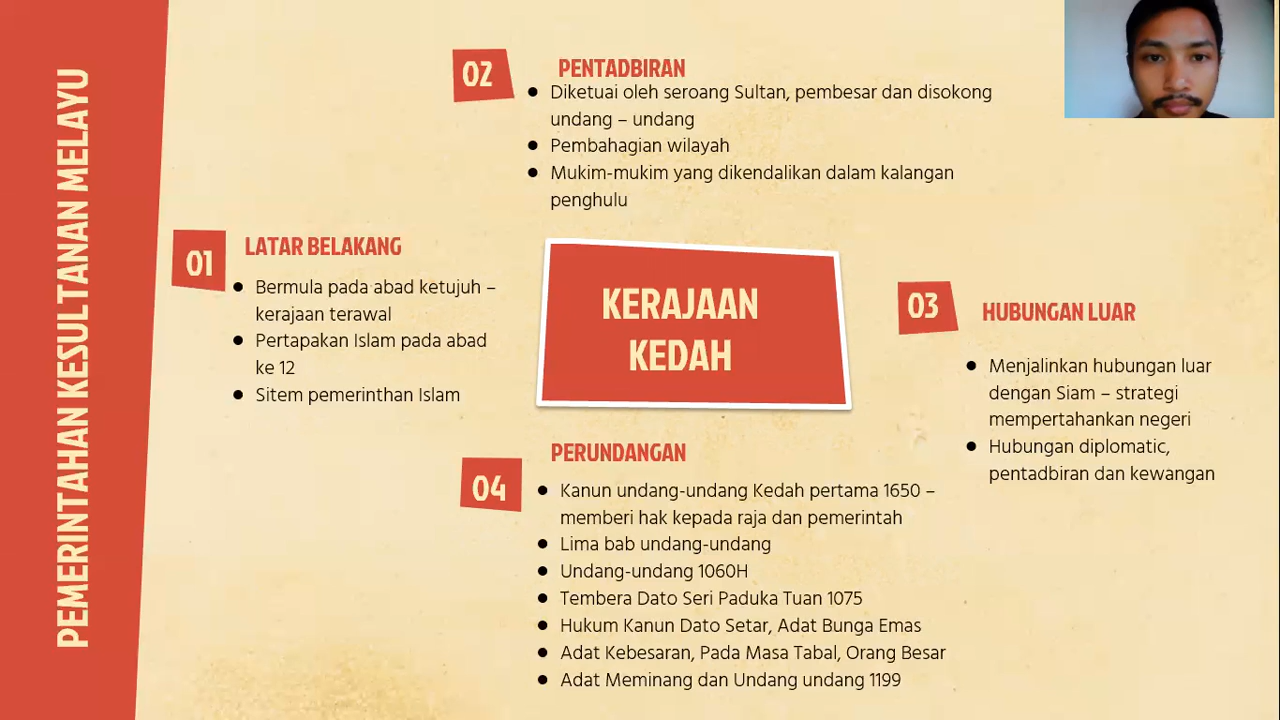 PEMERINTAHAN KESULTANAN MELAYU
01
LATAR BELAKANG
Bermula pada abad ketujuh –
kerajaan terawal
Pertapakan Islam pada abad
ke 12
Sitem pemerinthan Islam
02
PENTADBIRAN
Diketuai oleh seroang Sultan, pembesar dan disokong
undang – undang
Pembahagian wilayah
Mukim-mukim yang dikendalikan dalam kalangan
penghulu
KERAJAAN
KEDAH
03
HUBUNGAN LUAR
Menjalinkan hubungan luar
dengan Siam – strategi
mempertahankan negeri
Hubungan diplomatic,
pentadbiran dan kewangan
04
PERUNDANGAN
Kanun undang-undang Kedah pertama 1650 –
memberi hak kepada raja dan pemerintah
Lima bab undang-undang
Undang-undang 1060H
Tembera Dato Seri Paduka Tuan 1075
Hukum Kanun Dato Setar, Adat Bunga Emas
Adat Kebesaran, Pada Masa Tabal, Orang Besar
Adat Meminang dan Undang undang 1199